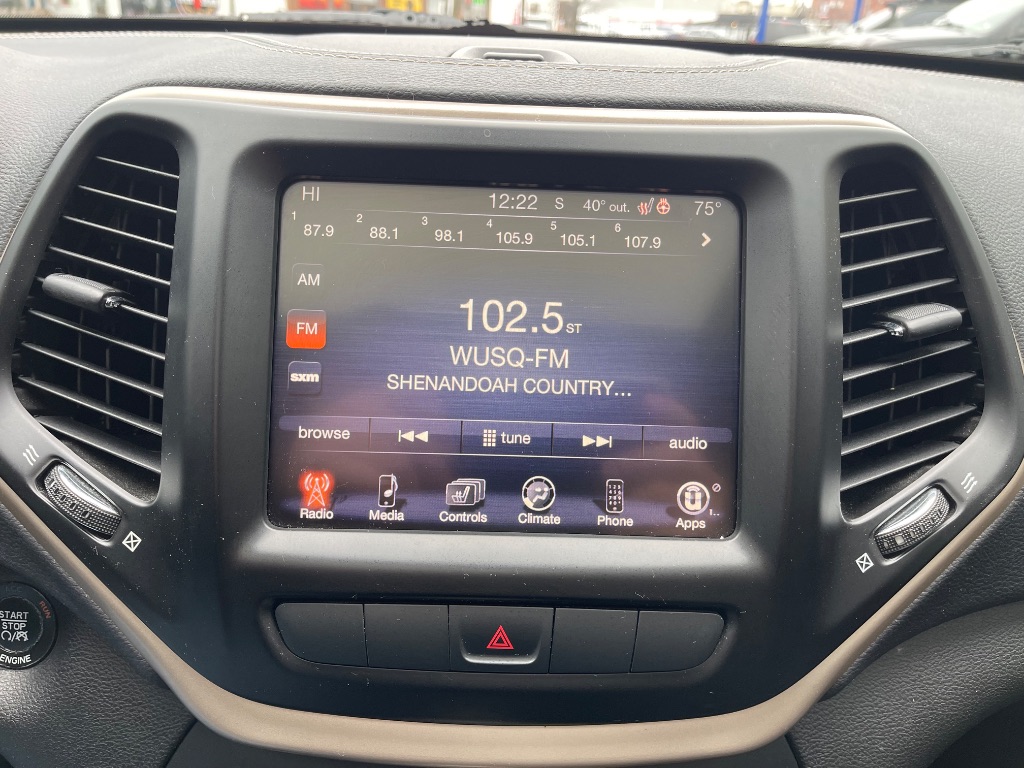 HI 12:22 S 40° out. 75°
1 87.9 2 88.1 3 98.1 4 105.9 5 105.1 6 107.9
AM
FM
sxm
102.5 ST
WUSQ-FM
SHENANDOAH COUNTRY...
browse tune audio
Radio Media Controls Climate Phone Apps
START
STOP
ENGINE
RUN